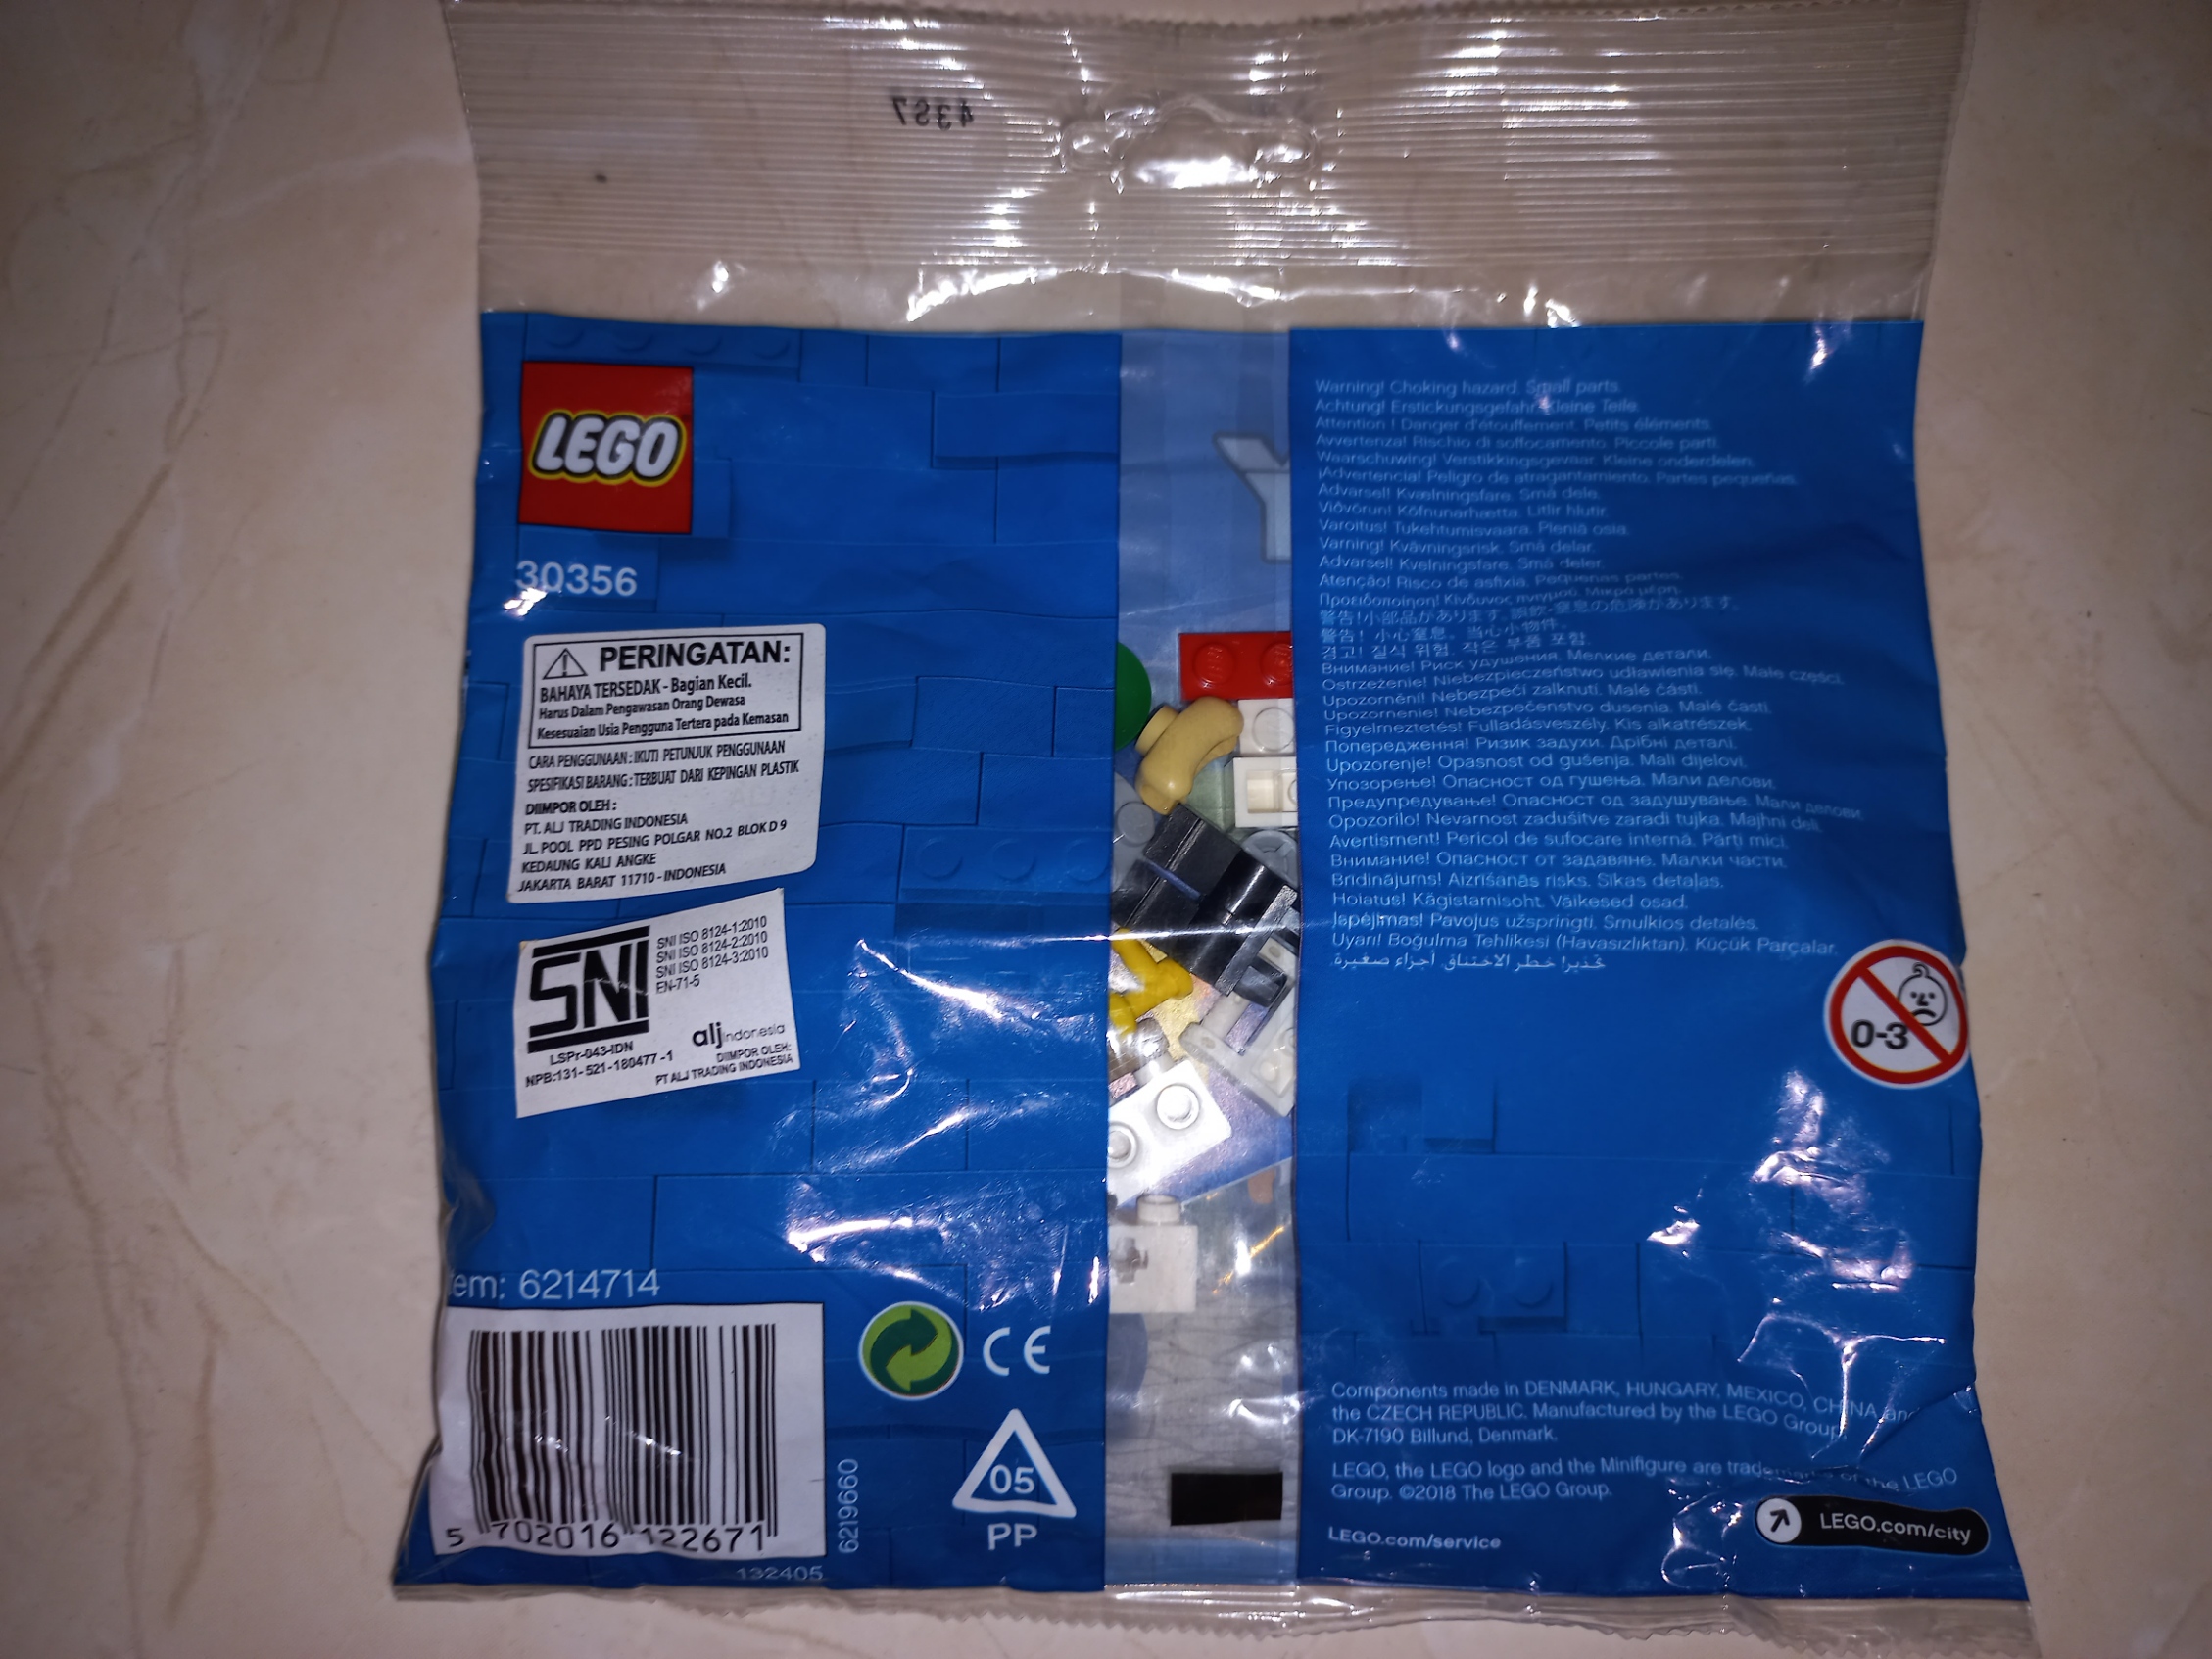 43S7
LEGO
30356
PERINGATAN:
BAHAYA TERSEDAK - Bagian Kecil.
Harus Dalam Pengawasan Orang Dewasa
Kesesuaian Usia Pengguna Tertera pada Kemasan
CARA PENGGUNAAN : IKUTI PETUNJUK PENGGUNAAN
SPESIFIKASI BARANG : TERBUAT DARI KEPINGAN PLASTIK
DIIMPOR OLEH :
PT. ALJ TRADING INDONESIA
JL. POOL PPD PESING POLGAR NO.2 BLOK D 9
KEDAUNG KALI ANGKE
JAKARTA BARAT 11710 - INDONESIA
SNI
SNI ISO 8124-1:2010
SNI ISO 8124-2:2010
SNI ISO 8124-3:2010
EN-71-5
LSPr-043-IDN
NPB:131-521-180477-1
alj indonesia
DIIMPOR OLEH:
PT ALJ TRADING INDONESIA
em: 6214714
5 702016 122671
132405
6219660
CE
05
PP
Y
Warning! Choking hazard. Small parts.
Achtung! Erstickungsgefahr. Kleine Teile.
Attention ! Danger d'étouffement. Petits éléments.
Avvertenza! Rischio di soffocamento. Piccole parti.
Waarschuwing! Verstikkingsgevaar. Kleine onderdelen.
¡Advertencia! Peligro de atragantamiento. Partes pequeñas.
Advarsel! Kvælningsfare. Små dele.
Viðvörun! Köfnunarhætta. Litlir hlutir.
Varoitus! Tukehtumisvaara. Pieniä osia.
Varning! Kvävningsrisk. Små delar.
Advarsel! Kvelningsfare. Små deler.
Atenção! Risco de asfixia. Pequenas partes.
Προειδοποίηση! Κίνδυνος πνιγμού. Μικρά μέρη.
警告!小部品があります。誤飲・窒息の危険があります。
警告！小心窒息。当心小物件。
경고! 질식 위험. 작은 부품 포함.
Внимание! Риск удушения. Мелкие детали.
Ostrzeżenie! Niebezpieczeństwo udławienia się. Małe części.
Upozornění! Nebezpečí zalknutí. Malé části.
Upozornenie! Nebezpečenstvo dusenia. Malé časti.
Figyelmeztetés! Fulladásveszély. Kis alkatrészek.
Попередження! Ризик задухи. Дрібні деталі.
Upozorenje! Opasnost od gušenja. Mali dijelovi.
Упозорење! Опасност од гушења. Мали делови.
Предупредување! Опасност од задушување. Мали делови.
Opozorilo! Nevarnost zadušitve zaradi tujka. Majhni deli.
Avertisment! Pericol de sufocare internă. Părți mici.
Внимание! Опасност от задавяне. Малки части.
Brīdinājums! Aizrīšanās risks. Sīkas detaļas.
Hoiatus! Kägistamisoht. Väikesed osad.
Įspėjimas! Pavojus užspringti. Smulkios detalės.
Uyarı! Boğulma Tehlikesi (Havasızlıktan). Küçük Parçalar.
تحذير! خطر الاختناق. أجزاء صغيرة.
0-3
Components made in DENMARK, HUNGARY, MEXICO, CHINA and
the CZECH REPUBLIC. Manufactured by the LEGO Group,
DK-7190 Billund, Denmark.
LEGO, the LEGO logo and the Minifigure are trademarks of the LEGO
Group. ©2018 The LEGO Group.
LEGO.com/service
LEGO.com/city